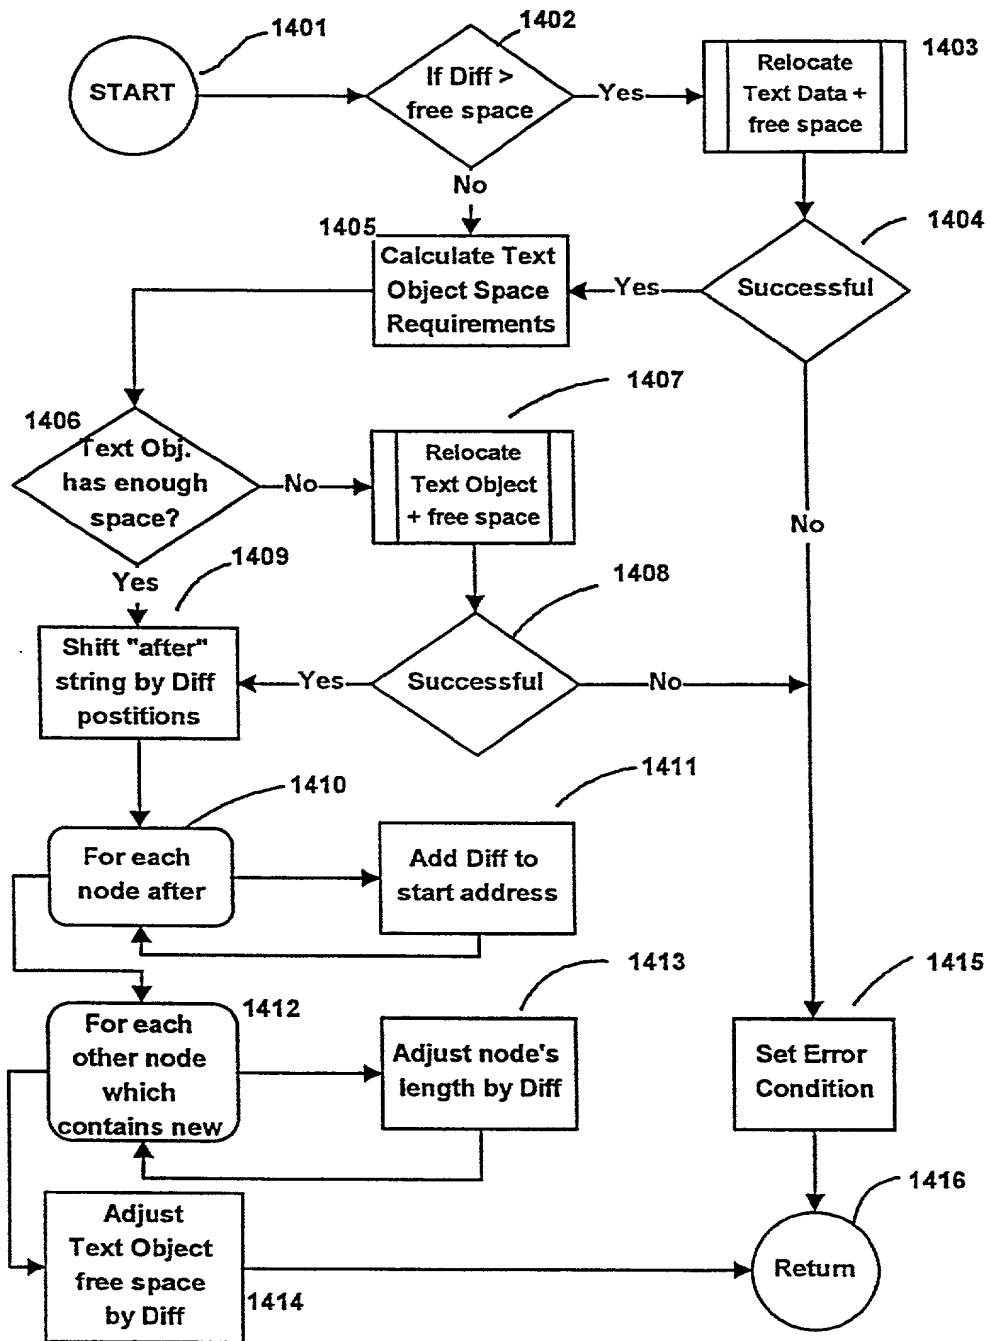 1401
START
1402
If Diff >
free space
Yes
1403
Relocate
Text Data +
free space
No
1404
Successful
Yes
1405
Calculate Text
Object Space
Requirements
1406
Text Obj.
has enough
space?
No
1407
Relocate
Text Object
+ free space
No
Yes
1408
Successful
Yes
No
1409
Shift "after"
string by Diff
postitions
1410
For each
node after
1411
Add Diff to
start address
1412
For each
other node
which
contains new
1413
Adjust node's
length by Diff
1415
Set Error
Condition
1414
Adjust
Text Object
free space
by Diff
1416
Return